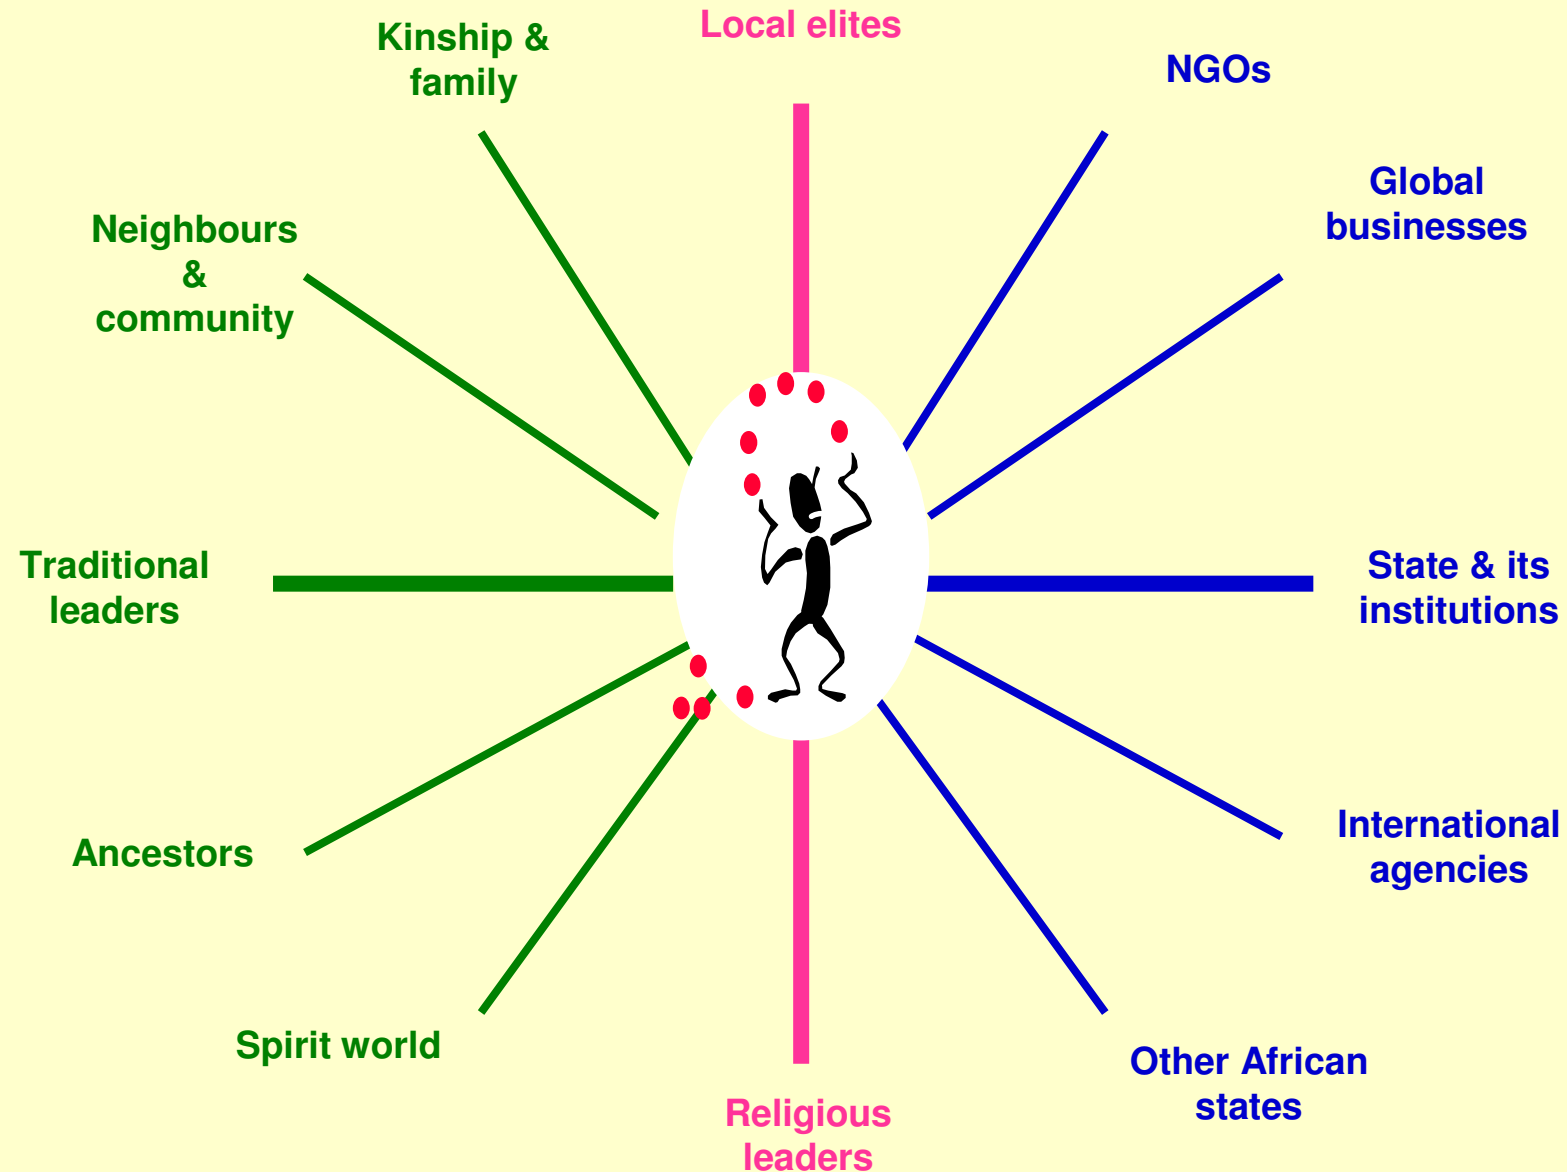 Local elites
Kinship &
family
NGOs
Global
businesses
Neighbours
&
community
Traditional
leaders
State & its
institutions
Ancestors
International
agencies
Spirit world
Other African
states
Religious
leaders